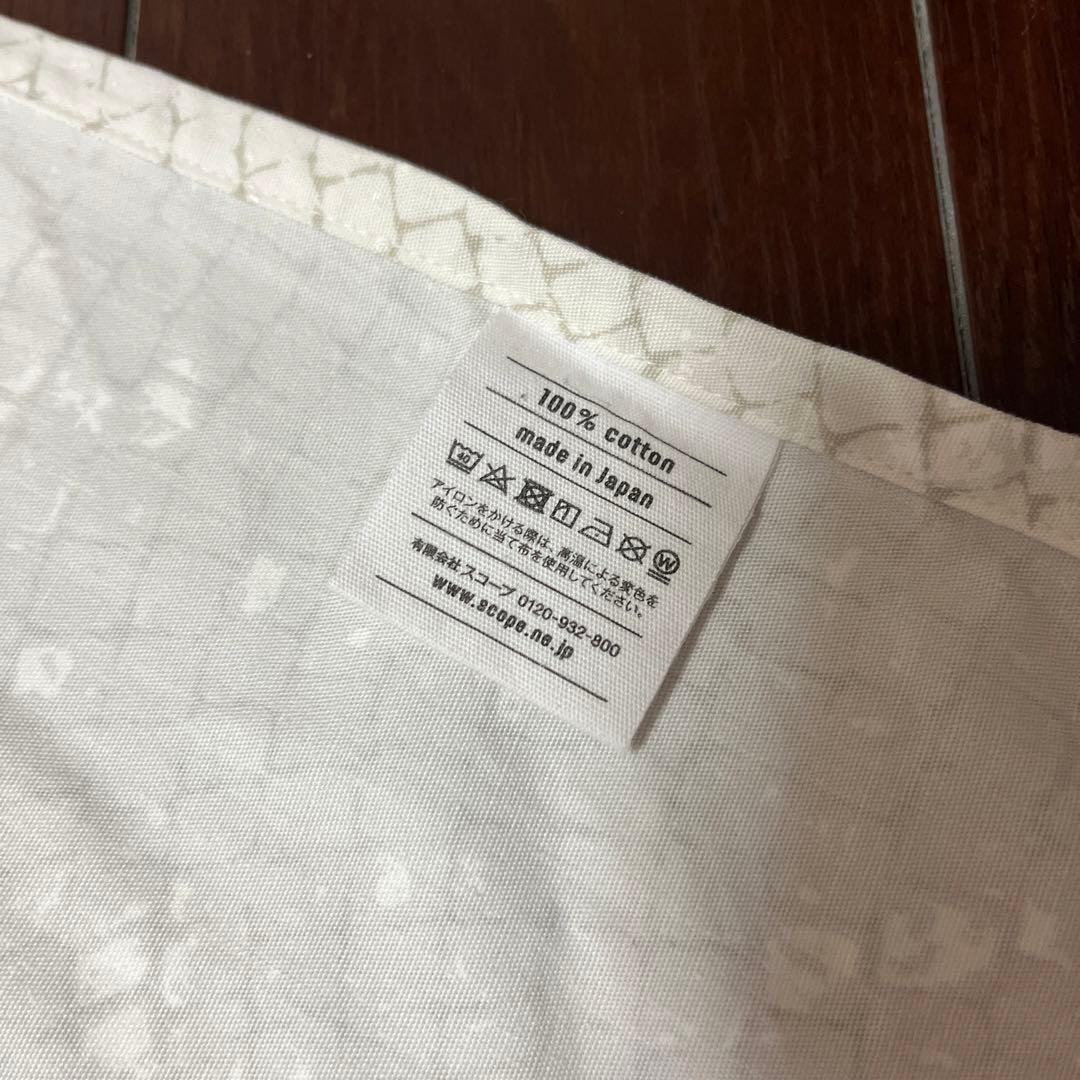 100% cotton
made in Japan
40 W
アイロンをかける際は、高温による変色を
防ぐために当て布を使用してください。
有限会社スコープ 0120-932-800
www.scope.ne.jp